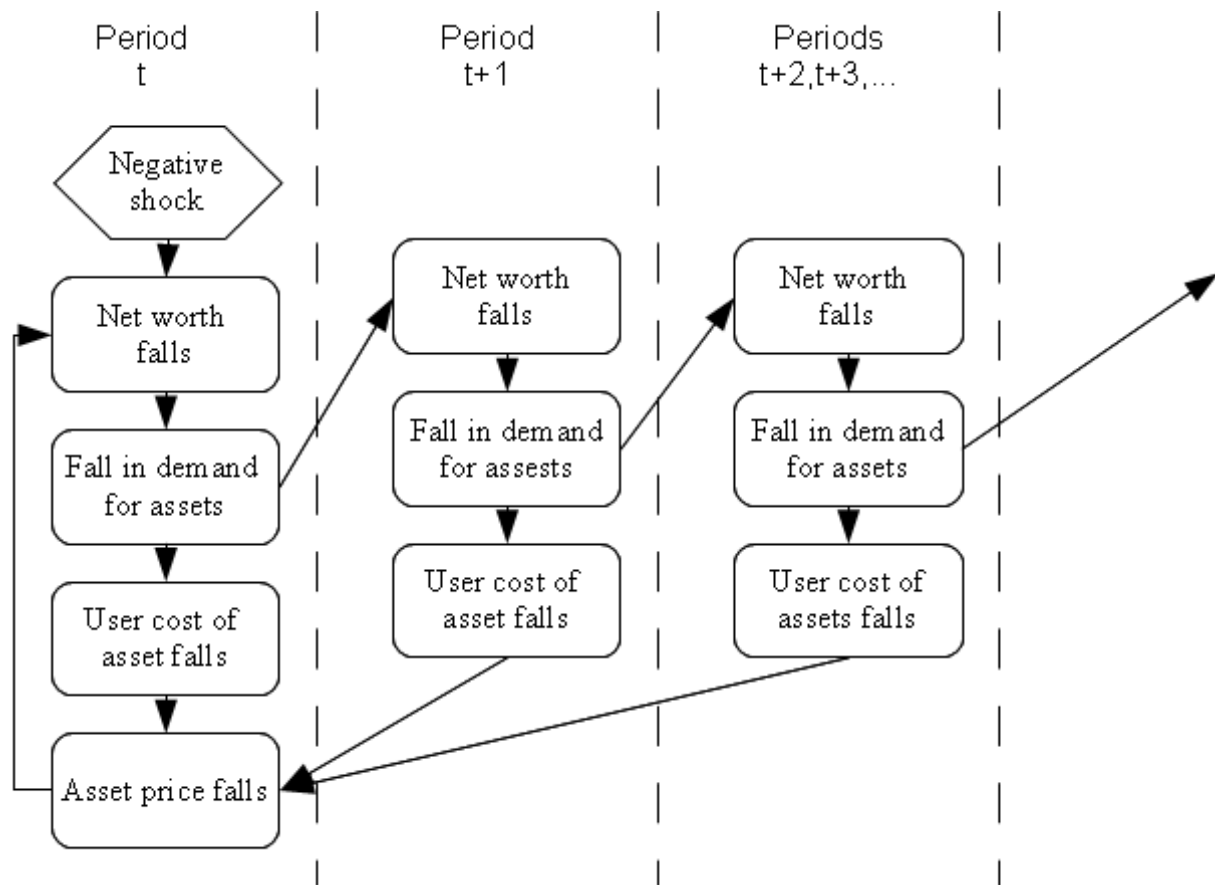 Period
t
Period
t+1
Periods
t+2,t+3,...
Negative
shock
Net worth
falls
Fall in demand
for assets
User cost of
asset falls
Asset price falls
Net worth
falls
Fall in demand
for assests
User cost of
asset falls
Net worth
falls
Fall in demand
for assets
User cost of
assets falls